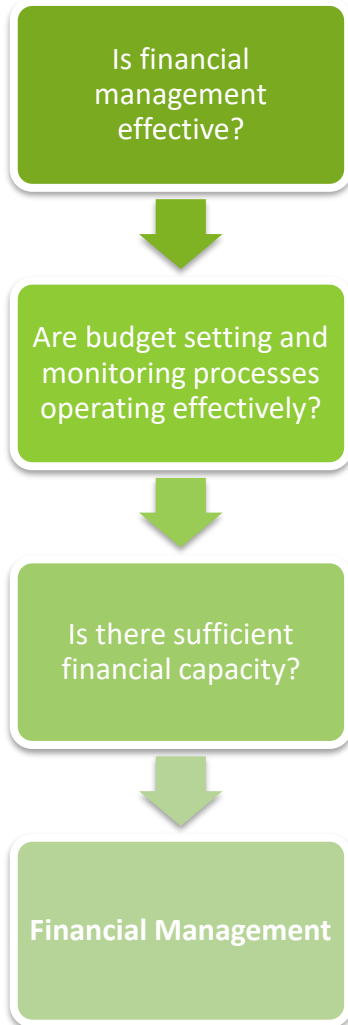 Is financial
management
effective?
Are budget setting and
monitoring processes
operating effectively?
Is there sufficient
financial capacity?
Financial Management